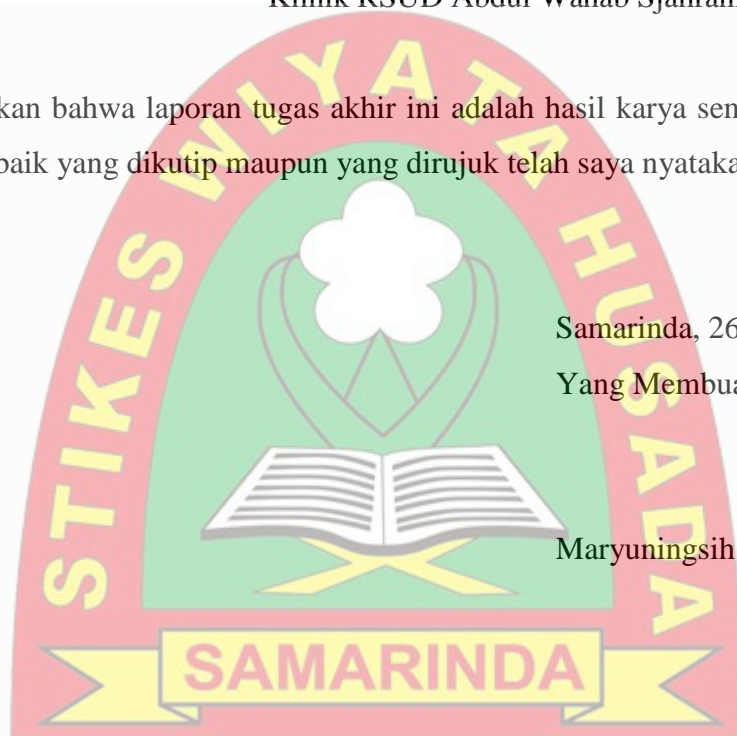 Klinik RSUD Abdul Wahab Sjahran
kan bahwa laporan tugas akhir ini adalah hasil karya sen
baik yang dikutip maupun yang dirujuk telah saya nyataka
Samarinda, 26
Yang Membua
Maryuningsih
STIKES WIYATA HUSADA
SAMARINDA